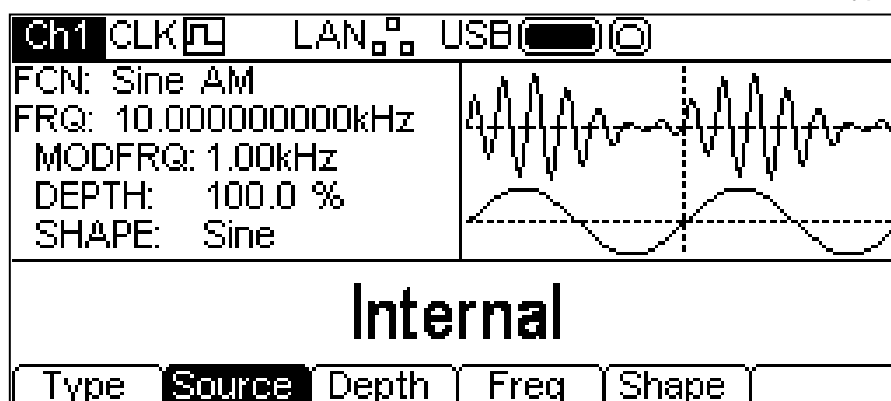 Ch1 CLK LAN USB
FCN: Sine AM
FRQ: 10.000000000kHz
MODFRQ: 1.00kHz
DEPTH: 100.0 %
SHAPE: Sine
Internal
Type Source Depth Freq Shape